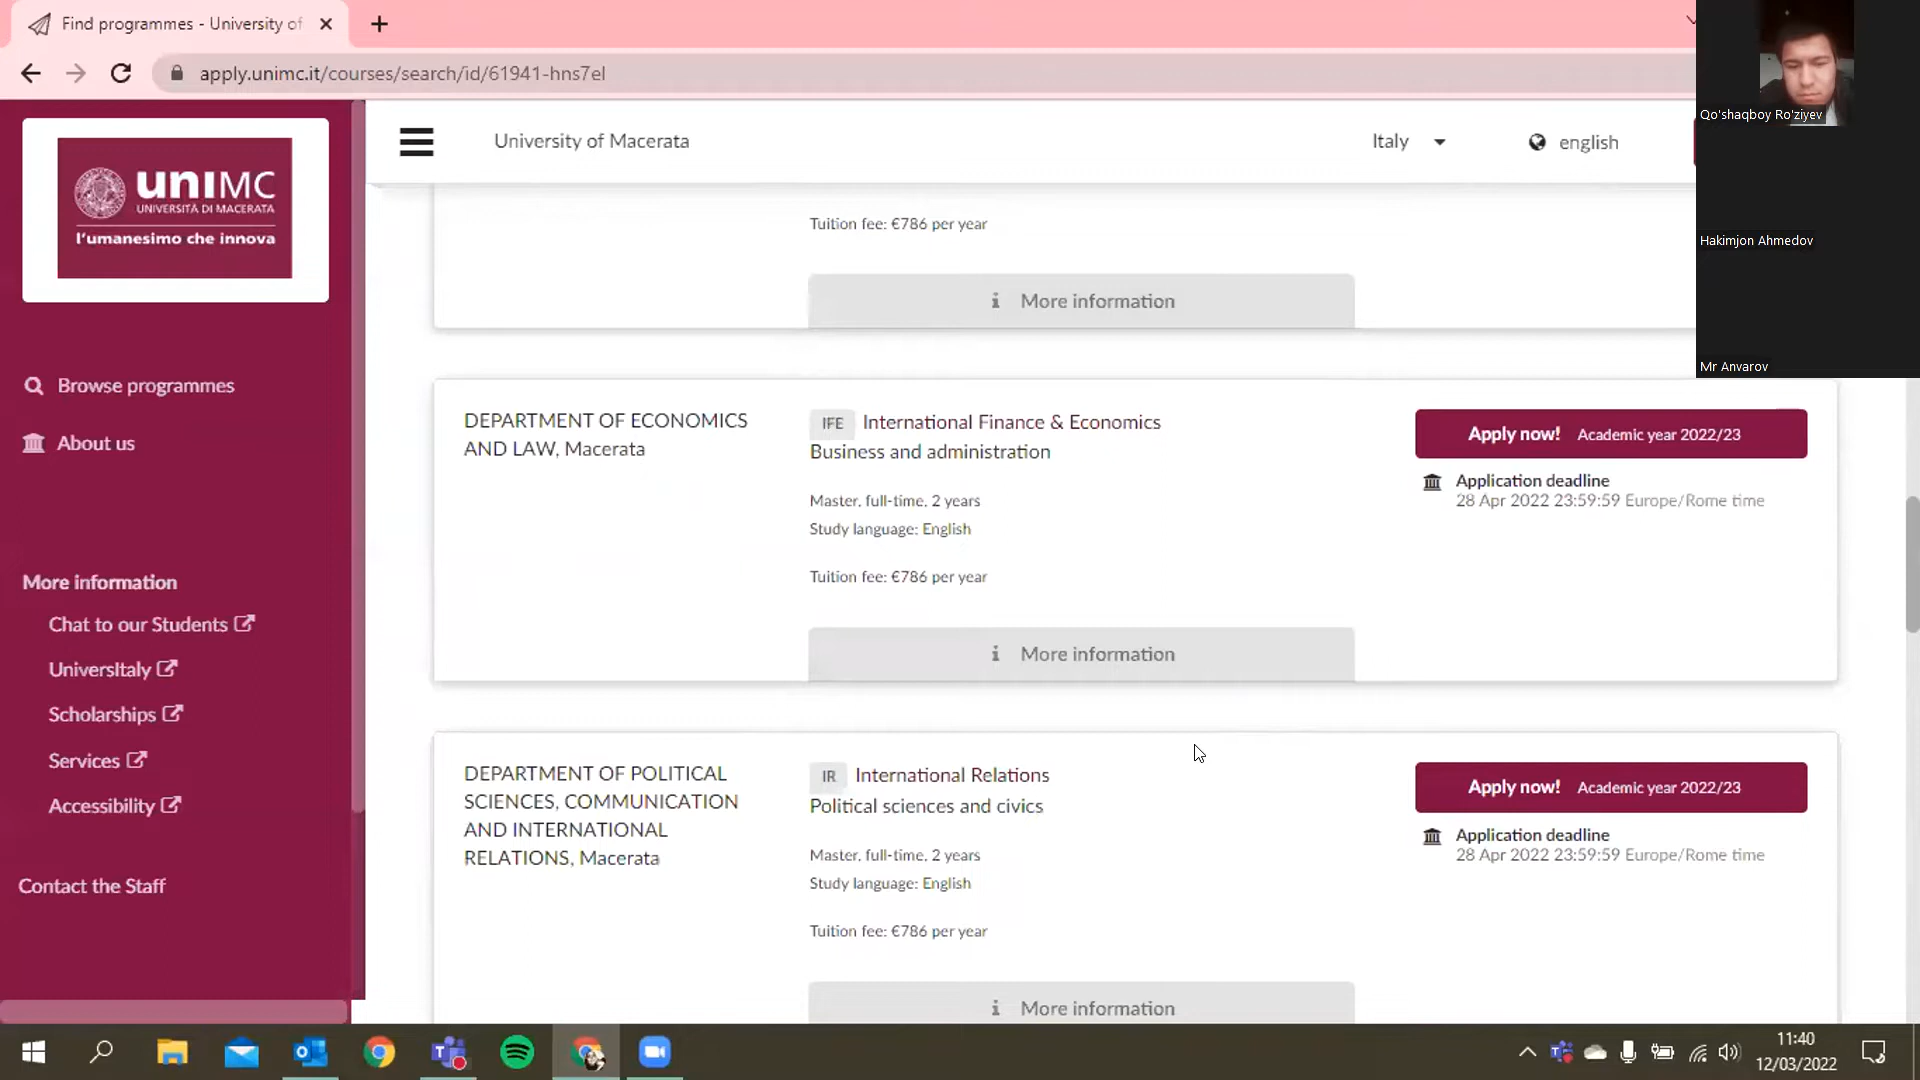 Find programmes - University of
apply.unimc.it/courses/search/id/61941-hns7el
Qo'shaqboy Ro'ziyev
Hakimjon Ahmedov
Mr Anvarov
unIMC
UNIVERSITÀ DI MACERATA
l'umanesimo che innova
Browse programmes
About us
More information
Chat to our Students
UniversItaly
Scholarships
Services
Accessibility
Contact the Staff
University of Macerata
Italy
english
Tuition fee: €786 per year
More information
DEPARTMENT OF ECONOMICS
AND LAW, Macerata
IFE International Finance & Economics
Business and administration
Master, full-time, 2 years
Study language: English
Tuition fee: €786 per year
More information
Apply now! Academic year 2022/23
Application deadline
28 Apr 2022 23:59:59 Europe/Rome time
DEPARTMENT OF POLITICAL
SCIENCES, COMMUNICATION
AND INTERNATIONAL
RELATIONS, Macerata
IR International Relations
Political sciences and civics
Master, full-time, 2 years
Study language: English
Tuition fee: €786 per year
More information
Apply now! Academic year 2022/23
Application deadline
28 Apr 2022 23:59:59 Europe/Rome time
11:40
12/03/2022